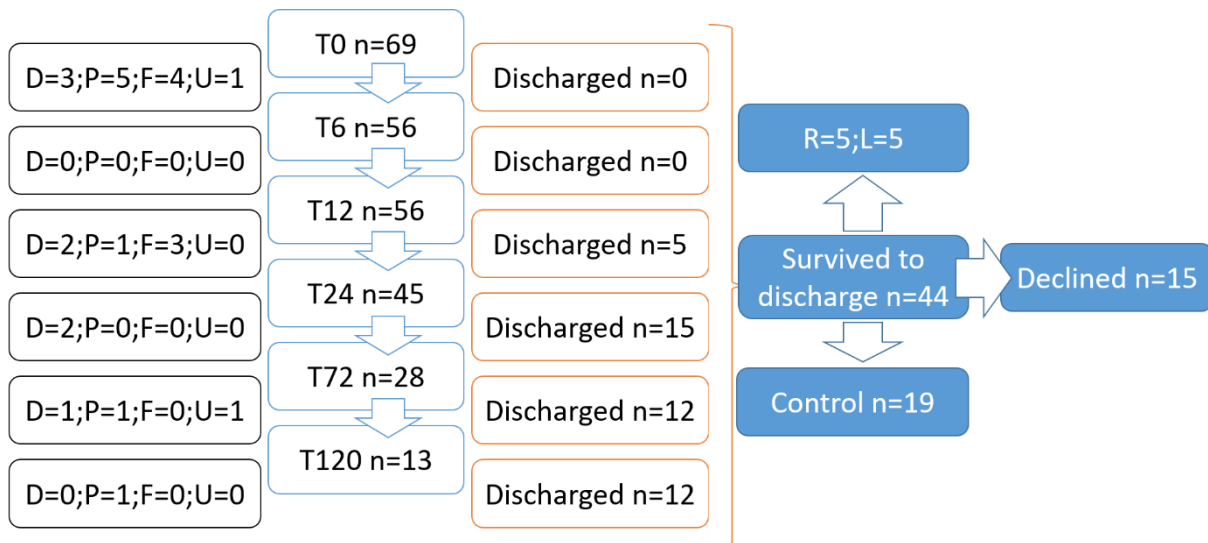 T0 n=69
D=3;P=5;F=4;U=1
Discharged n=0
T6 n=56
D=0;P=0;F=0;U=0
Discharged n=0
T12 n=56
D=2;P=1;F=3;U=0
Discharged n=5
T24 n=45
D=2;P=0;F=0;U=0
Discharged n=15
T72 n=28
D=1;P=1;F=0;U=1
Discharged n=12
T120 n=13
D=0;P=1;F=0;U=0
Discharged n=12
R=5;L=5
Survived to
discharge n=44
Declined n=15
Control n=19